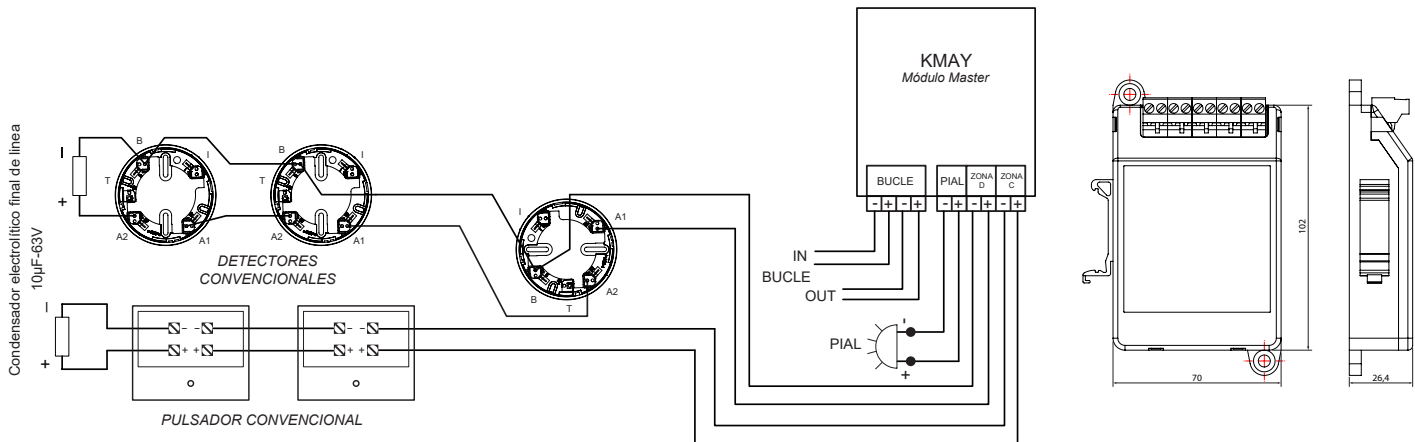 Condensador electrolítico final de linea
10µF-63V
-
+
B
I
T
A2
A1
B
I
T
A2
A1
I
A1
B
T
A2
DETECTORES
CONVENCIONALES
-
+
- -
+ +
- -
+ +
PULSADOR CONVENCIONAL
KMAY
Módulo Master
BUCLE
PIAL
ZONA
D
ZONA
C
- + - + - + - + - +
IN
BUCLE
OUT
PIAL
-
+
102
70
26,4